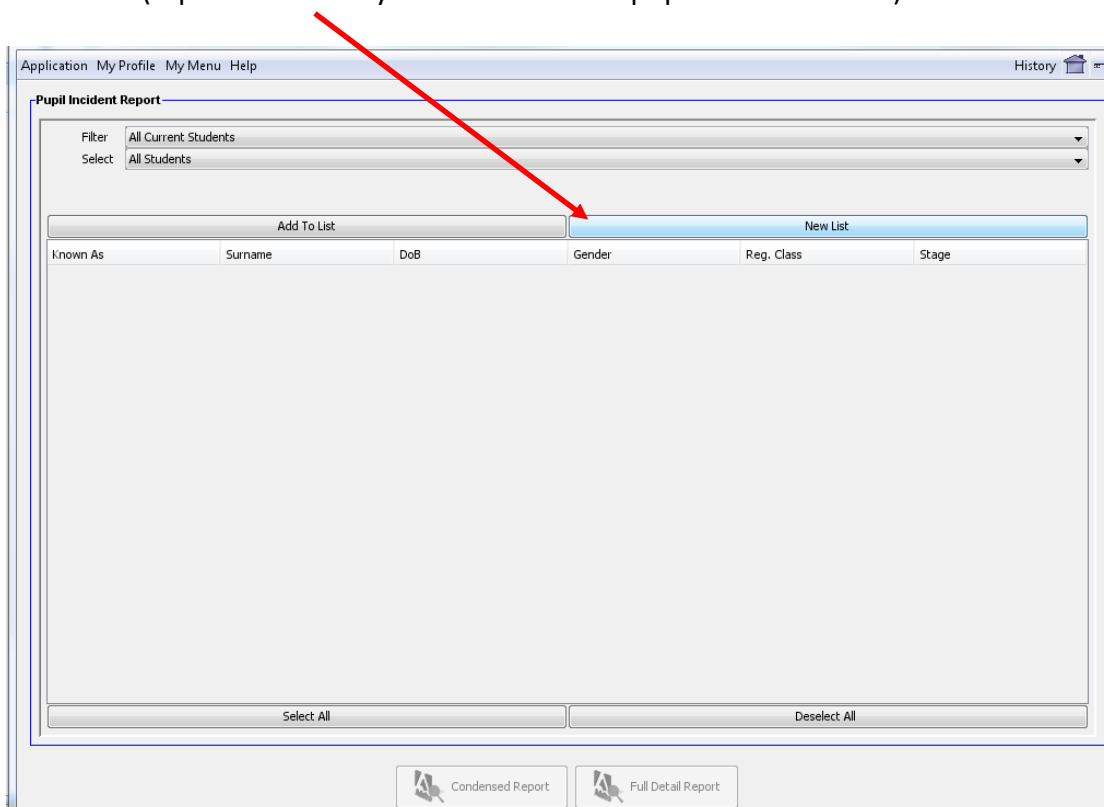 Application My Profile My Menu Help History
Pupil Incident Report
Filter All Current Students
Select All Students
Add To List New List
Known As Surname DoB Gender Reg. Class Stage
Select All Deselect All
Condensed Report Full Detail Report